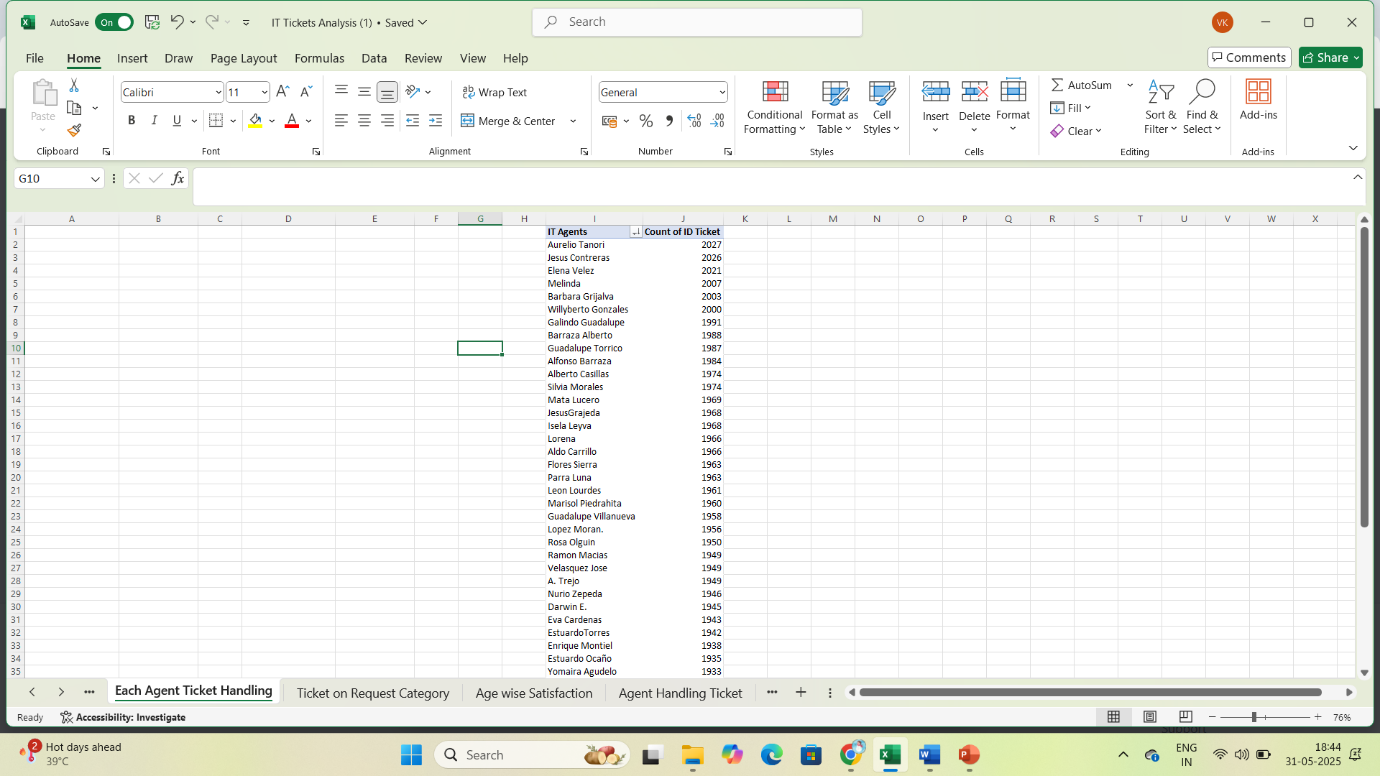 AutoSave On IT Tickets Analysis (1) • Saved Search VK
File Home Insert Draw Page Layout Formulas Data Review View Help Comments Share
Paste Calibri 11 Wrap Text General Conditional Formatting Format as Table Cell Styles Insert Delete Format AutoSum Sort & Filter Find & Select Add-ins
B I U Merge & Center % Fill
Clear
Clipboard Font Alignment Number Styles Cells Editing Add-ins
G10 fx
A B C D E F G H I J K L M N O P Q R S T U V W X
1 IT Agents Count of ID Ticket
2 Aurelio Tanori 2027
3 Jesus Contreras 2026
4 Elena Velez 2021
5 Melinda 2007
6 Barbara Grijalva 2003
7 Willyberto Gonzales 2000
8 Galindo Guadalupe 1991
9 Barraza Alberto 1988
10 Guadalupe Torrico 1987
11 Alfonso Barraza 1984
12 Alberto Casillas 1974
13 Silvia Morales 1974
14 Mata Lucero 1969
15 JesusGrajeda 1968
16 Isela Leyva 1968
17 Lorena 1966
18 Aldo Carrillo 1966
19 Flores Sierra 1963
20 Parra Luna 1963
21 Leon Lourdes 1961
22 Marisol Piedrahita 1960
23 Guadalupe Villanueva 1958
24 Lopez Moran. 1956
25 Rosa Olguin 1950
26 Ramon Macias 1949
27 Velasquez Jose 1949
28 A. Trejo 1949
29 Nurio Zepeda 1946
30 Darwin E. 1945
31 Eva Cardenas 1943
32 EstuardoTorres 1942
33 Enrique Montiel 1938
34 Estuardo Ocaño 1935
35 Yomaira Agudelo 1933
Each Agent Ticket Handling Ticket on Request Category Age wise Satisfaction Agent Handling Ticket
Ready Accessibility: Investigate 76%
2 Hot days ahead
39°C
Search
ENG
IN
18:44
31-05-2025